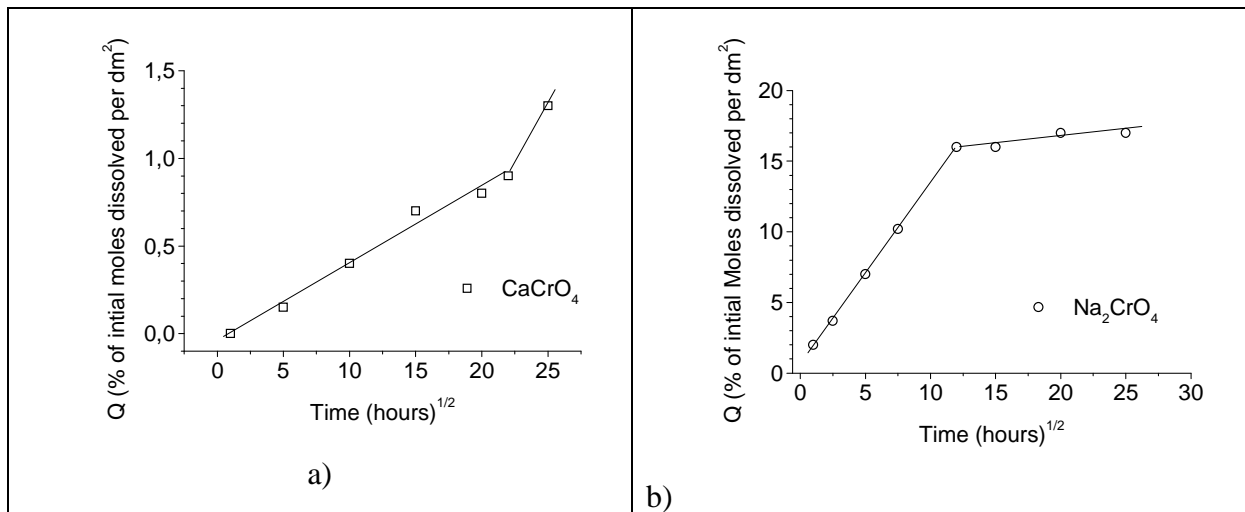 Q (% of intial moles dissolved per dm²)
1,5
1,0
0,5
0,0
CaCrO₄
0 5 10 15 20 25
Time (hours)¹/²
a)
Q (% of intial Moles dissolved per dm²)
20
15
10
5
0
Na₂CrO₄
0 5 10 15 20 25 30
Time (hours)¹/²
b)